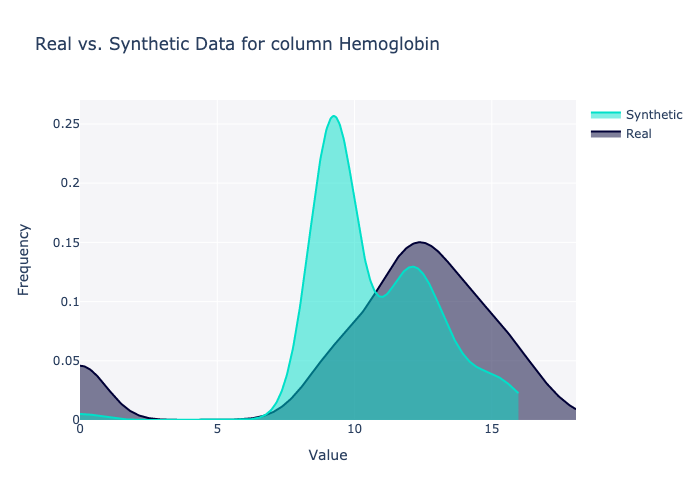 Real vs. Synthetic Data for column Hemoglobin
Synthetic
Real
0.25
0.2
0.15
0.1
0.05
0
Frequency
0
5
10
15
Value